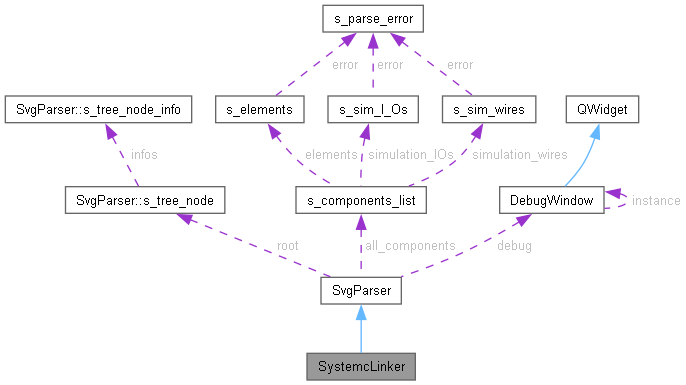 s_parse_error
error
error
error
SvgParser::s_tree_node_info
s_elements
s_sim_I_Os
s_sim_wires
QWidget
infos
elements
simulation_IOs
simulation_wires
SvgParser::s_tree_node
s_components_list
DebugWindow
instance
root
all_components
debug
SvgParser
SystemcLinker